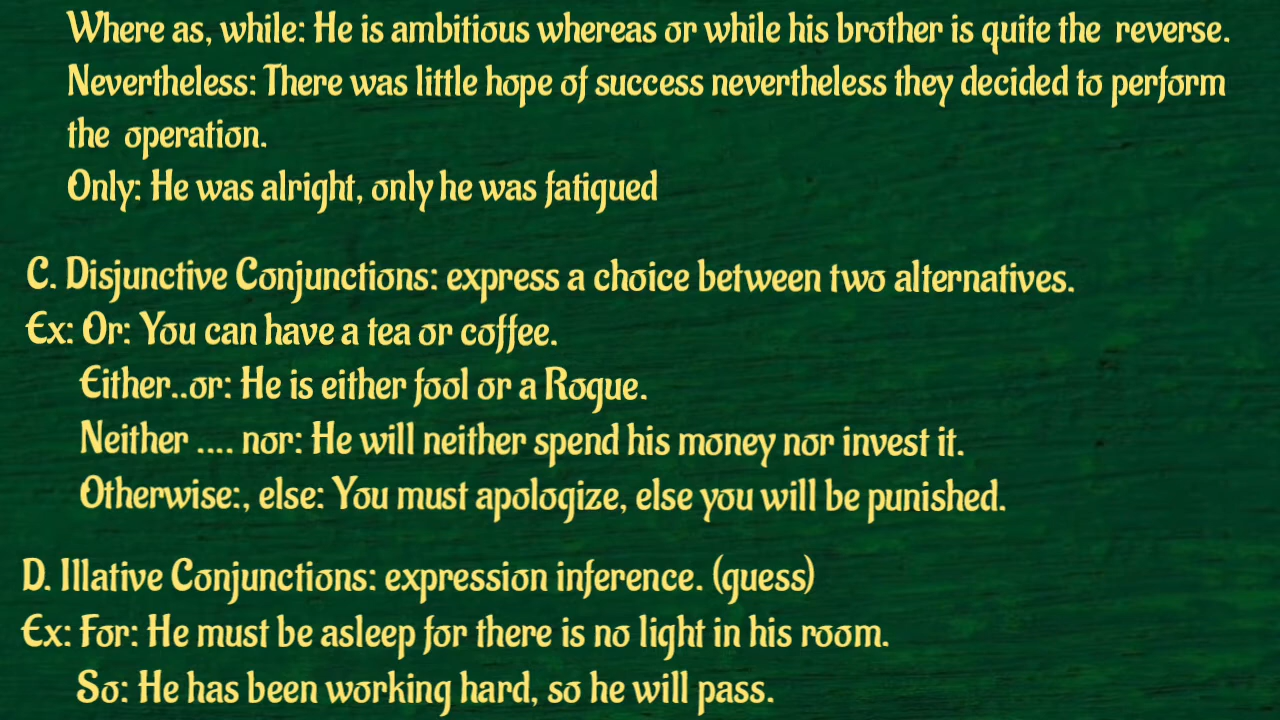 Where as, while: He is ambitious whereas or while his brother is quite the reverse.
Nevertheless: There was little hope of success nevertheless they decided to perform
the operation.
Only: He was alright, only he was fatigued
C. Disjunctive Conjunctions: express a choice between two alternatives.
Ex: Or: You can have a tea or coffee.
Either..or: He is either fool or a Rogue.
Neither .... nor: He will neither spend his money nor invest it.
Otherwise:, else: You must apologize, else you will be punished.
D. Illative Conjunctions: expression inference. (guess)
Ex: For: He must be asleep for there is no light in his room.
So: He has been working hard, so he will pass.